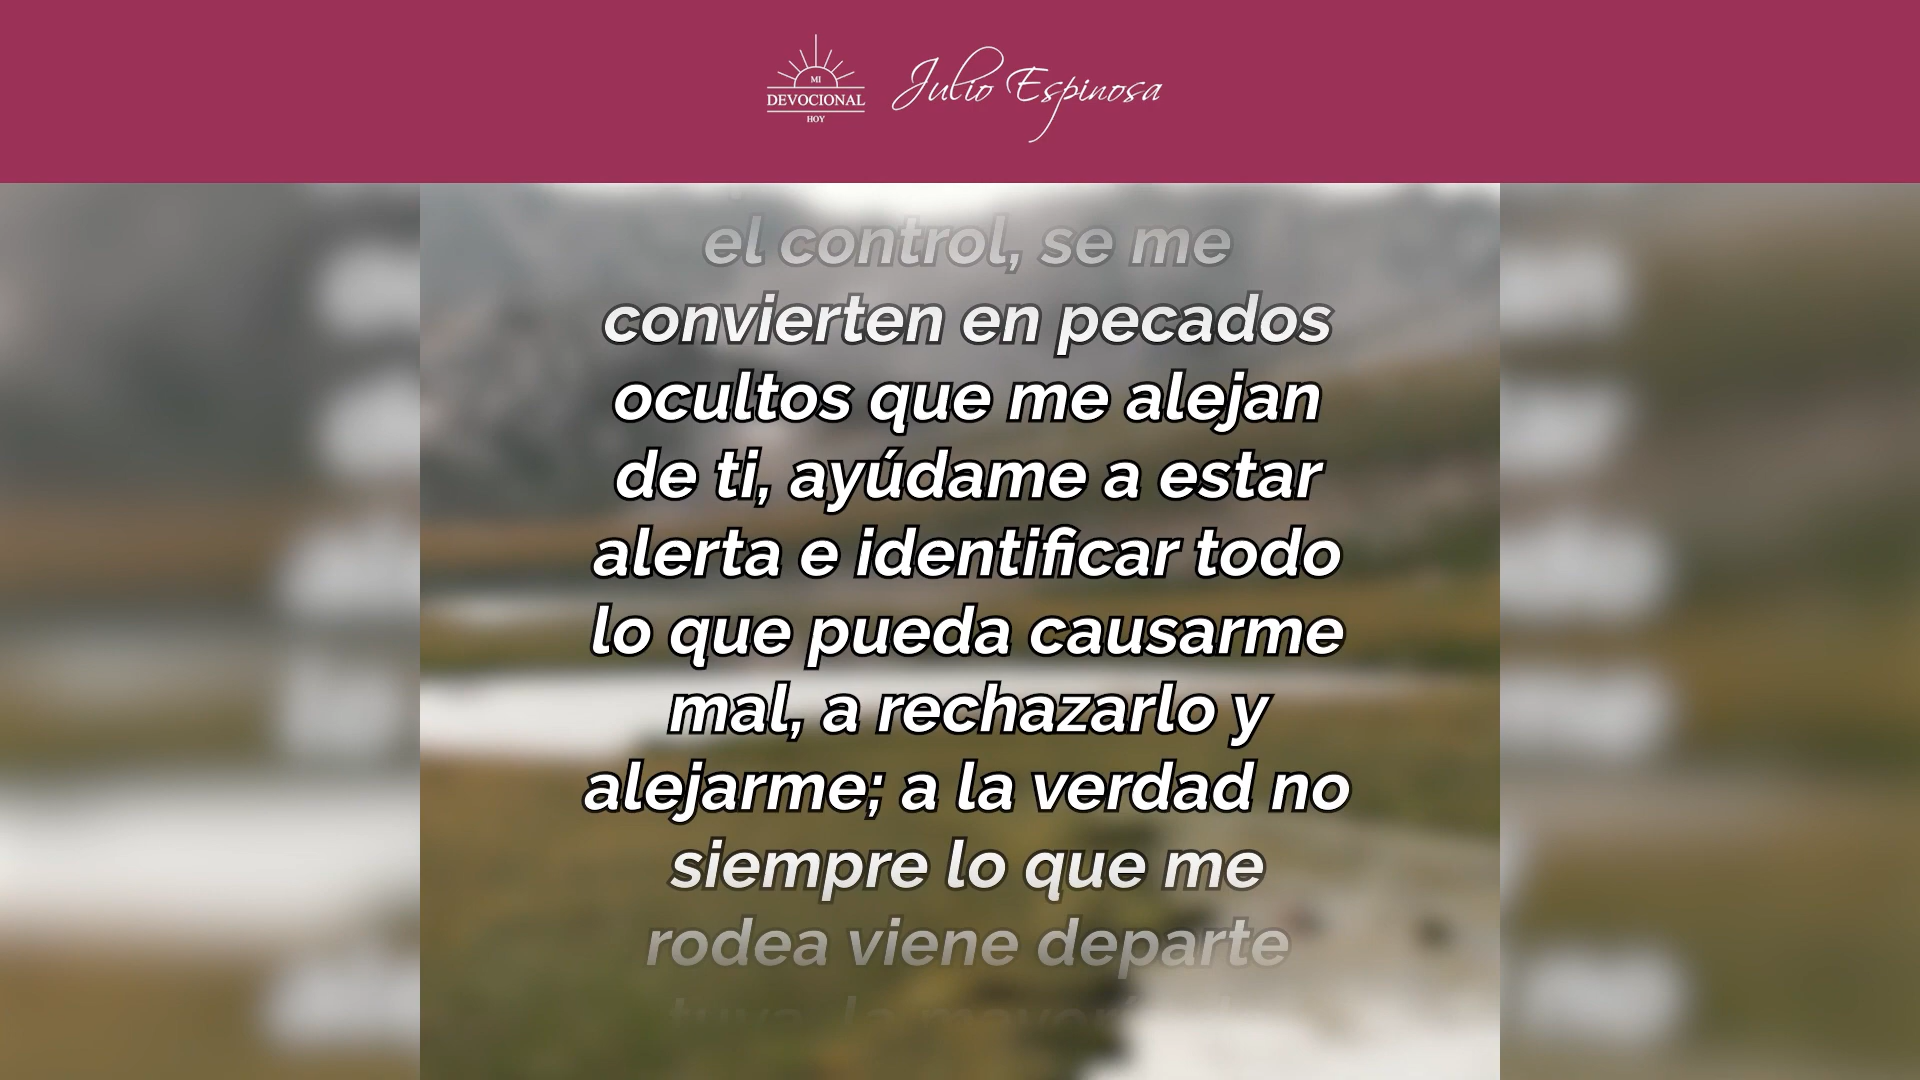 MI
DEVOCIONAL
HOY
Julio Espinosa
el control, se me
convierten en pecados
ocultos que me alejan
de ti, ayúdame a estar
alerta e identificar todo
lo que pueda causarme
mal, a rechazarlo y
alejarme; a la verdad no
siempre lo que me
rodea viene departe
tuya, la